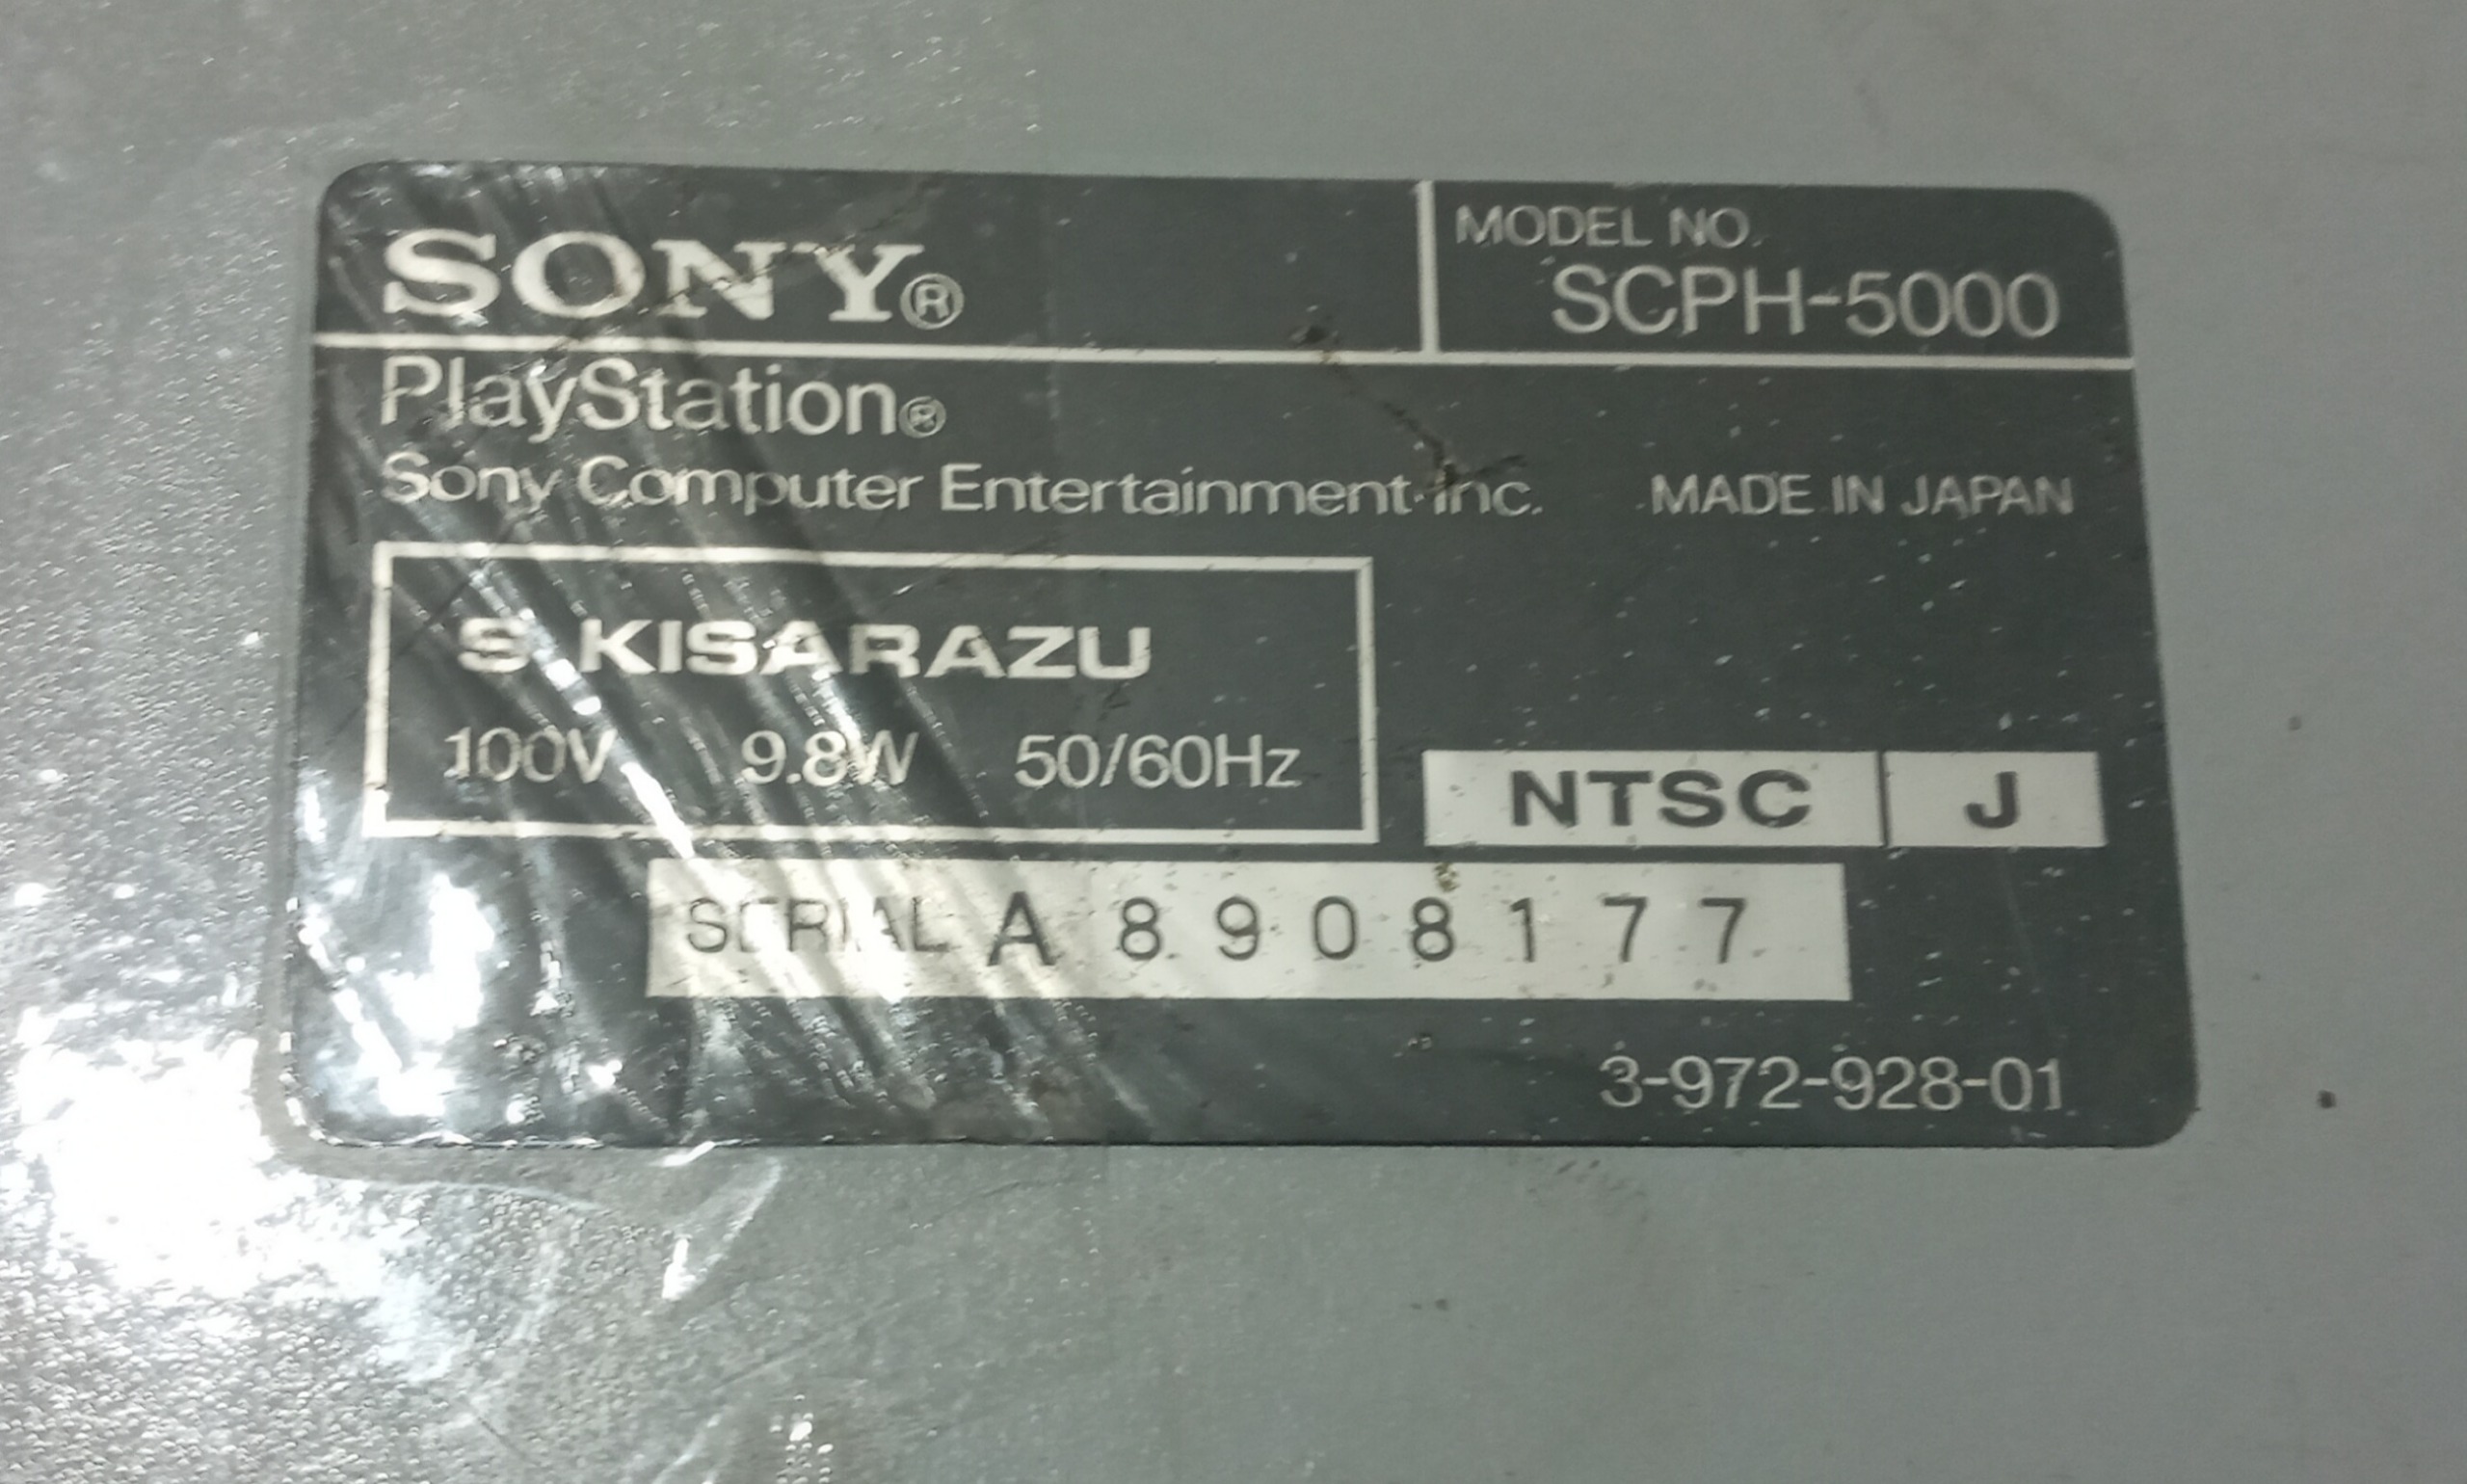 SONY®
MODEL NO.
SCPH-5000
PlayStation®
Sony Computer Entertainment Inc. MADE IN JAPAN
S KISARAZU
100V 9.8W 50/60Hz
NTSC J
SERIAL A 8908177
3-972-928-01